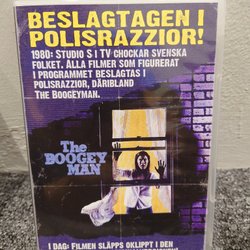 BESLAGTAGEN I
POLISRAZZIOR!
1980: STUDIO S I TV CHOCKAR SVENSKA
FOLKET. ALLA FILMER SOM FIGURERAT
I PROGRAMMET BESLAGTAS I
POLISRAZZIOR, DÄRIBLAND
THE BOOGEYMAN.
The
BOOGEY
MAN
I DAG: FILMEN SLÄPPS OKLIPPT I DEN